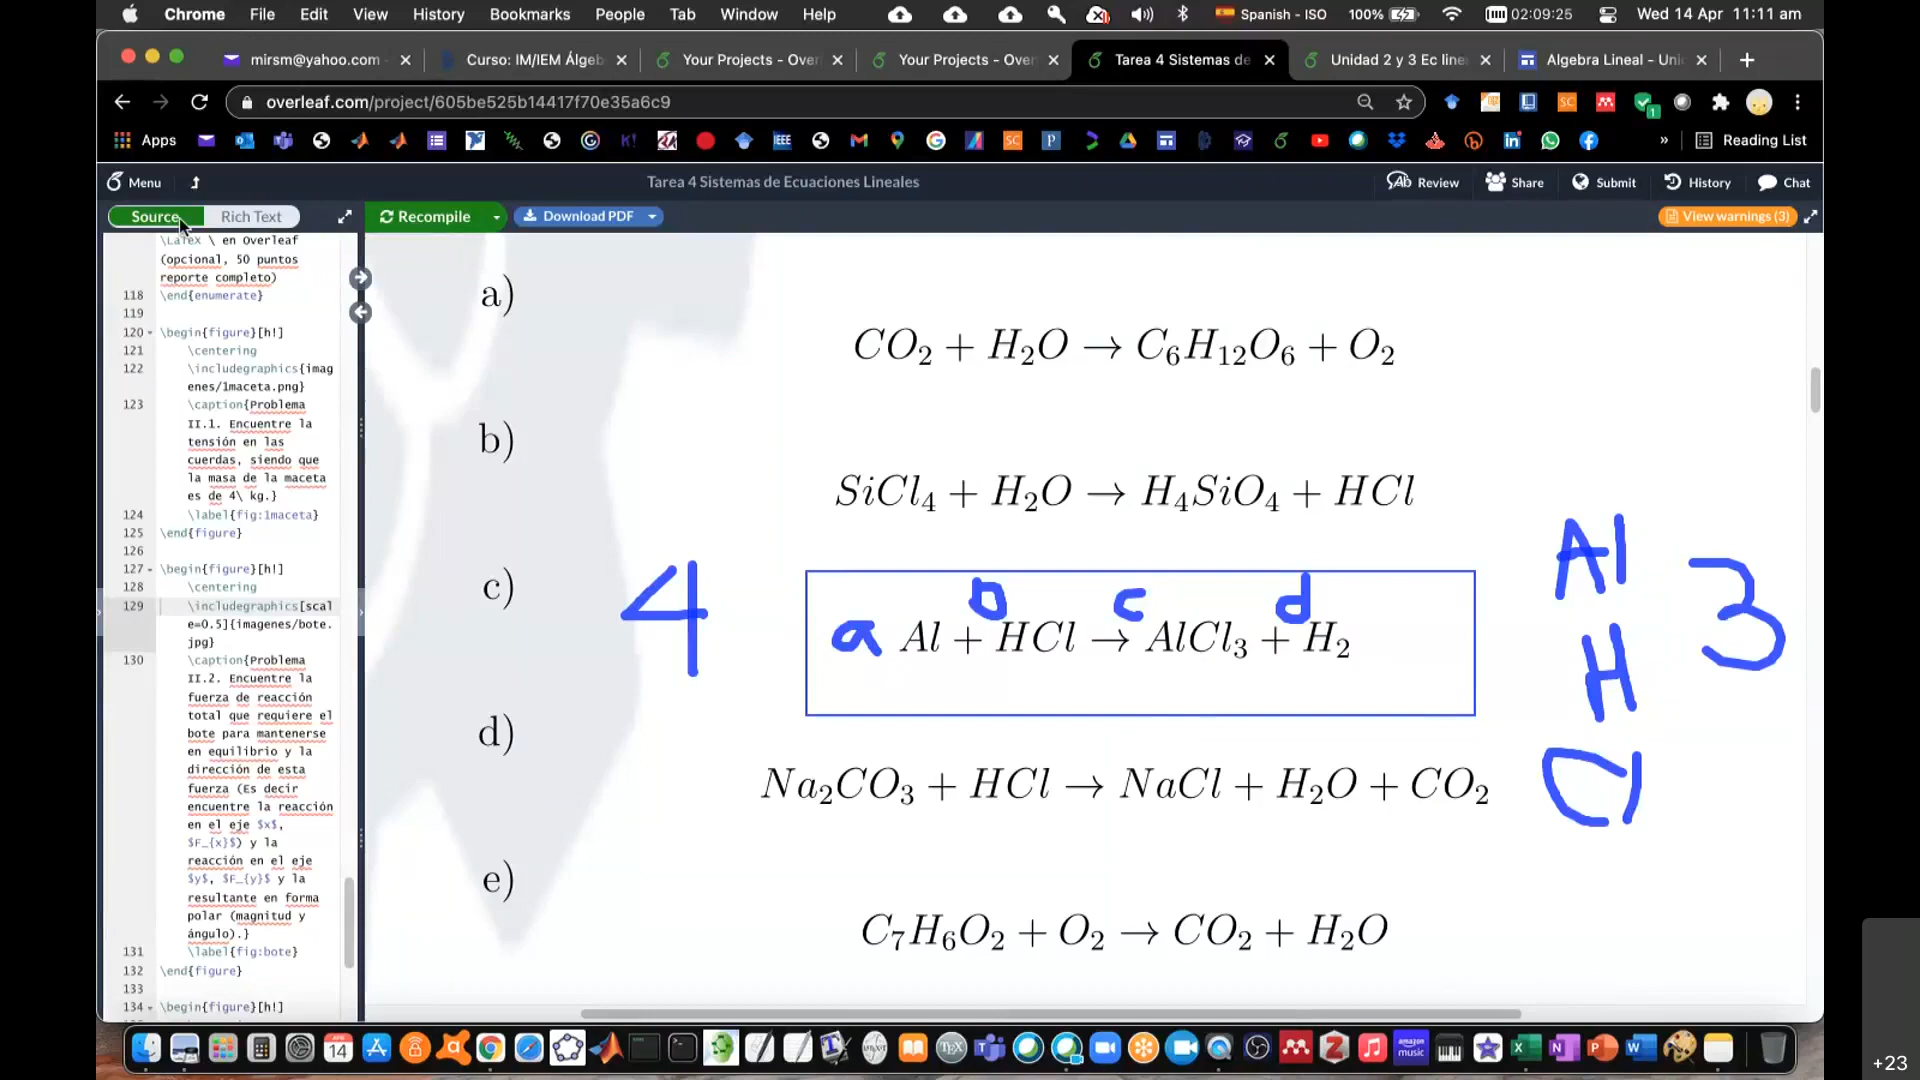 Chrome File Edit View History Bookmarks People Tab Window Help Spanish - ISO 100% 02:09:25 Wed 14 Apr 11:11 am
mirsm@yahoo.com - Curso: IM/IEM Álgeb Your Projects - Over Your Projects - Over Tarea 4 Sistemas de Unidad 2 y 3 Ec line Algebra Lineal - Uni
overleaf.com/project/605be525b14417f70e35a6c9
Apps » Reading List
Menu Tarea 4 Sistemas de Ecuaciones Lineales Review Share Submit History Chat
Source Rich Text Recompile Download PDF View warnings (3)
\LaTeX \ en Overleaf
(opcional, 50 puntos
reporte completo)
118 \end{enumerate}
119
120 \begin{figure}[h!]
121 \centering
122 \includegraphics{imag
enes/1maceta.png}
123 \caption{Problema
II.1. Encuentre la
tensión en las
cuerdas, siendo que
la masa de la maceta
es de 4\ kg.}
124 \label{fig:1maceta}
125 \end{figure}
126
127 \begin{figure}[h!]
128 \centering
129 \includegraphics[scal
e=0.5]{imagenes/bote.
jpg}
130 \caption{Problema
II.2. Encuentre la
fuerza de reacción
total que requiere el
bote para mantenerse
en equilibrio y la
dirección de esta
fuerza (Es decir
encuentre la reacción
en el eje $x$,
$F_{x}$) y la
reacción en el eje
$y$, $F_{y}$ y la
resultante en forma
polar (magnitud y
ángulo).}
131 \label{fig:bote}
132 \end{figure}
133
134 \begin{figure}[h!]
a)
CO₂ + H₂O → C₆H₁₂O₆ + O₂
b)
SiCl₄ + H₂O → H₄SiO₄ + HCl
c)
4
a b c d
Al + HCl → AlCl₃ + H₂
Al
H
Cl
3
d)
Na₂CO₃ + HCl → NaCl + H₂O + CO₂
e)
C₇H₆O₂ + O₂ → CO₂ + H₂O
+23